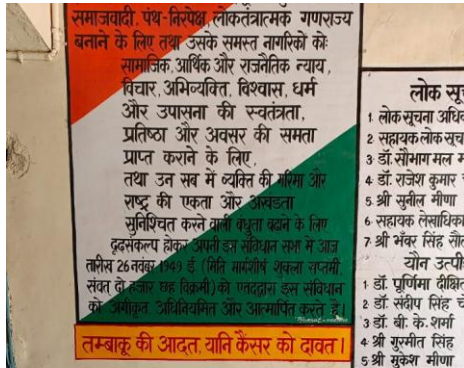 समाजवादी, पंथ-निरपेक्ष, लोकतंत्रात्मक गणराज्य
बनाने के लिए तथा उसके समस्त नागरिकों कोः
सामाजिक, आर्थिक और राजनैतिक न्याय,
विचार, अभिव्यक्ति, विश्वास, धर्म
और उपासना की स्वतंत्रता,
प्रतिष्ठा और अवसर की समता
प्राप्त कराने के लिए,
तथा उन सब में व्यक्ति की गरिमा और
राष्ट्र की एकता और अखंडता
सुनिश्चित करने वाली बंधुता बढाने के लिए
दृढसंकल्प होकर अपनी इस संविधान सभा में आज
तारीख 26 नवंबर 1949 ई. (मिति मार्गशीर्ष शुक्ला सप्तमी
संवत दो हजार छह विक्रमी) को एतद्द्वारा इस संविधान
को अंगीकृत, अधिनियमित और आत्मार्पित करते है।
तम्बाकू की आदत, यानि कैंसर को दावत।
लोक
1. लोक सूचना
2 सहायक लोक
3 डॉ. सौभाग मल
4 डॉ. राजेश कुमार
5 श्री सुनील मीणा
6 सहायक लेसाधिका
7 श्री भँवर सिंह
यौन
1. डॉ. पूर्णिमा दीक्षित
2 डॉ. संदीप सिंह
3 डॉ. बी. के. शर्मा
4 श्री गुरमीत सिंह
5 श्री मुकेश मीणा